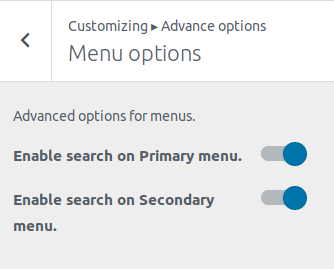 Customizing ▸ Advance options
Menu options
Advanced options for menus.
Enable search on Primary menu.
Enable search on Secondary
menu.